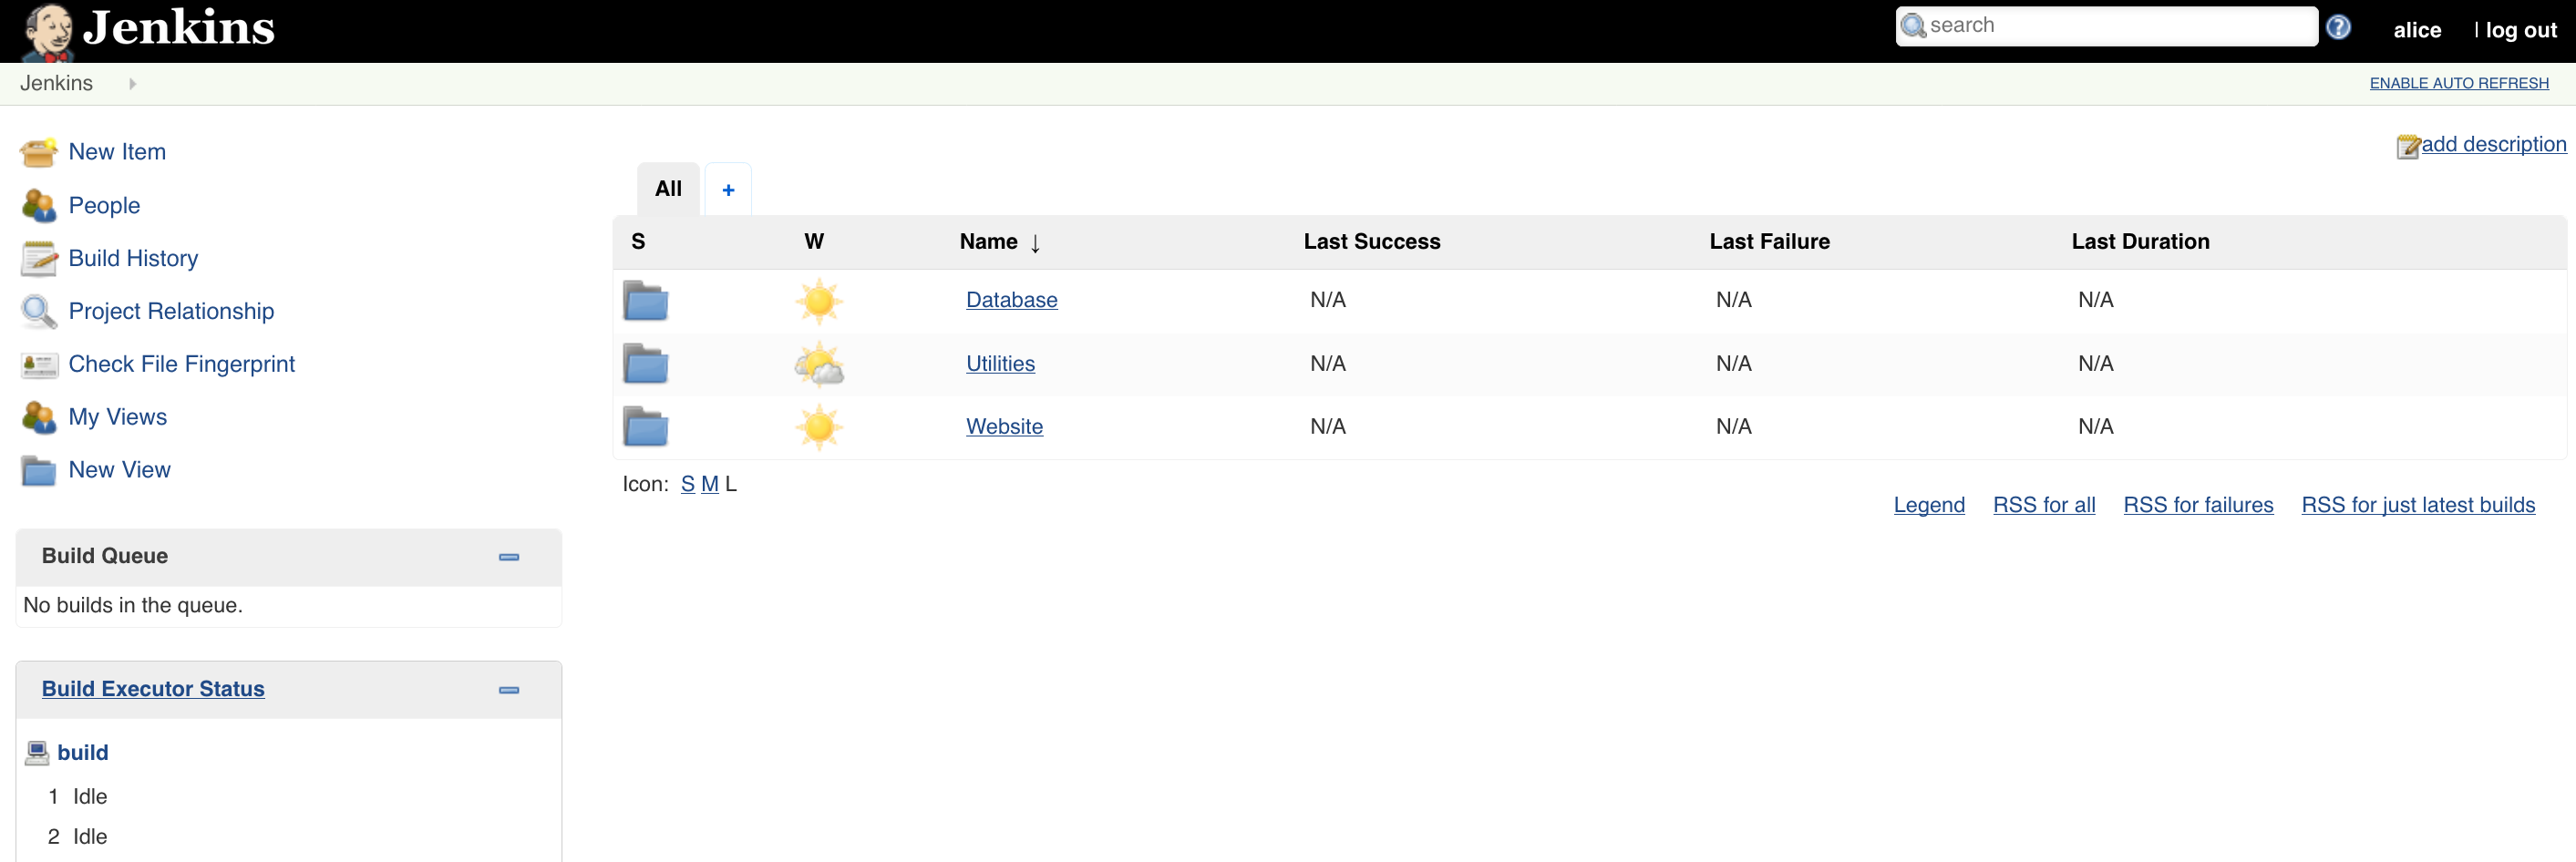 Jenkins
search
alice | log out
Jenkins
ENABLE AUTO REFRESH
New Item
People
Build History
Project Relationship
Check File Fingerprint
My Views
New View
Build Queue
No builds in the queue.
Build Executor Status
build
1 Idle
2 Idle
add description
All +
S W Name ↓ Last Success Last Failure Last Duration
Database N/A N/A N/A
Utilities N/A N/A N/A
Website N/A N/A N/A
Icon: S M L
Legend RSS for all RSS for failures RSS for just latest builds